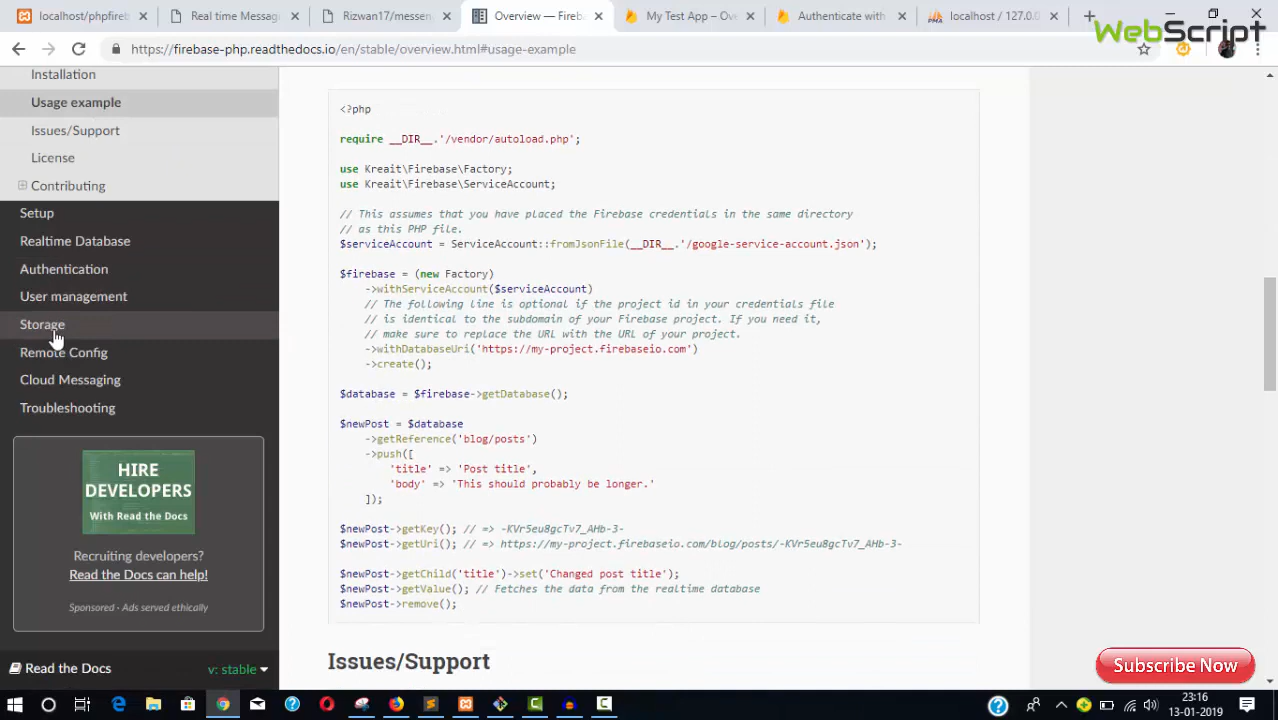 localhost/phpfireb
Real time Messag
Rizwan17/messen
Overview — Fireb
My Test App – Ov
Authenticate with
localhost / 127.0.
https://firebase-php.readthedocs.io/en/stable/overview.html#usage-example
WebScript
Installation
Usage example
Issues/Support
License
Contributing
Setup
Realtime Database
Authentication
User management
Storage
Remote Config
Cloud Messaging
Troubleshooting
HIRE
DEVELOPERS
With Read the Docs
Recruiting developers?
Read the Docs can help!
Sponsored · Ads served ethically
Read the Docs
v: stable
<?php
require __DIR__.'/vendor/autoload.php';
use Kreait\Firebase\Factory;
use Kreait\Firebase\ServiceAccount;
// This assumes that you have placed the Firebase credentials in the same directory
// as this PHP file.
$serviceAccount = ServiceAccount::fromJsonFile(__DIR__.'/google-service-account.json');
$firebase = (new Factory)
->withServiceAccount($serviceAccount)
// The following line is optional if the project id in your credentials file
// is identical to the subdomain of your Firebase project. If you need it,
// make sure to replace the URL with the URL of your project.
->withDatabaseUri('https://my-project.firebaseio.com')
->create();
$database = $firebase->getDatabase();
$newPost = $database
->getReference('blog/posts')
->push([
'title' => 'Post title',
'body' => 'This should probably be longer.'
]);
$newPost->getKey(); // => -KVr5eu8gcTv7_AHb-3-
$newPost->getUri(); // => https://my-project.firebaseio.com/blog/posts/-KVr5eu8gcTv7_AHb-3-
$newPost->getChild('title')->set('Changed post title');
$newPost->getValue(); // Fetches the data from the realtime database
$newPost->remove();
Issues/Support
Subscribe Now
23:16
13-01-2019